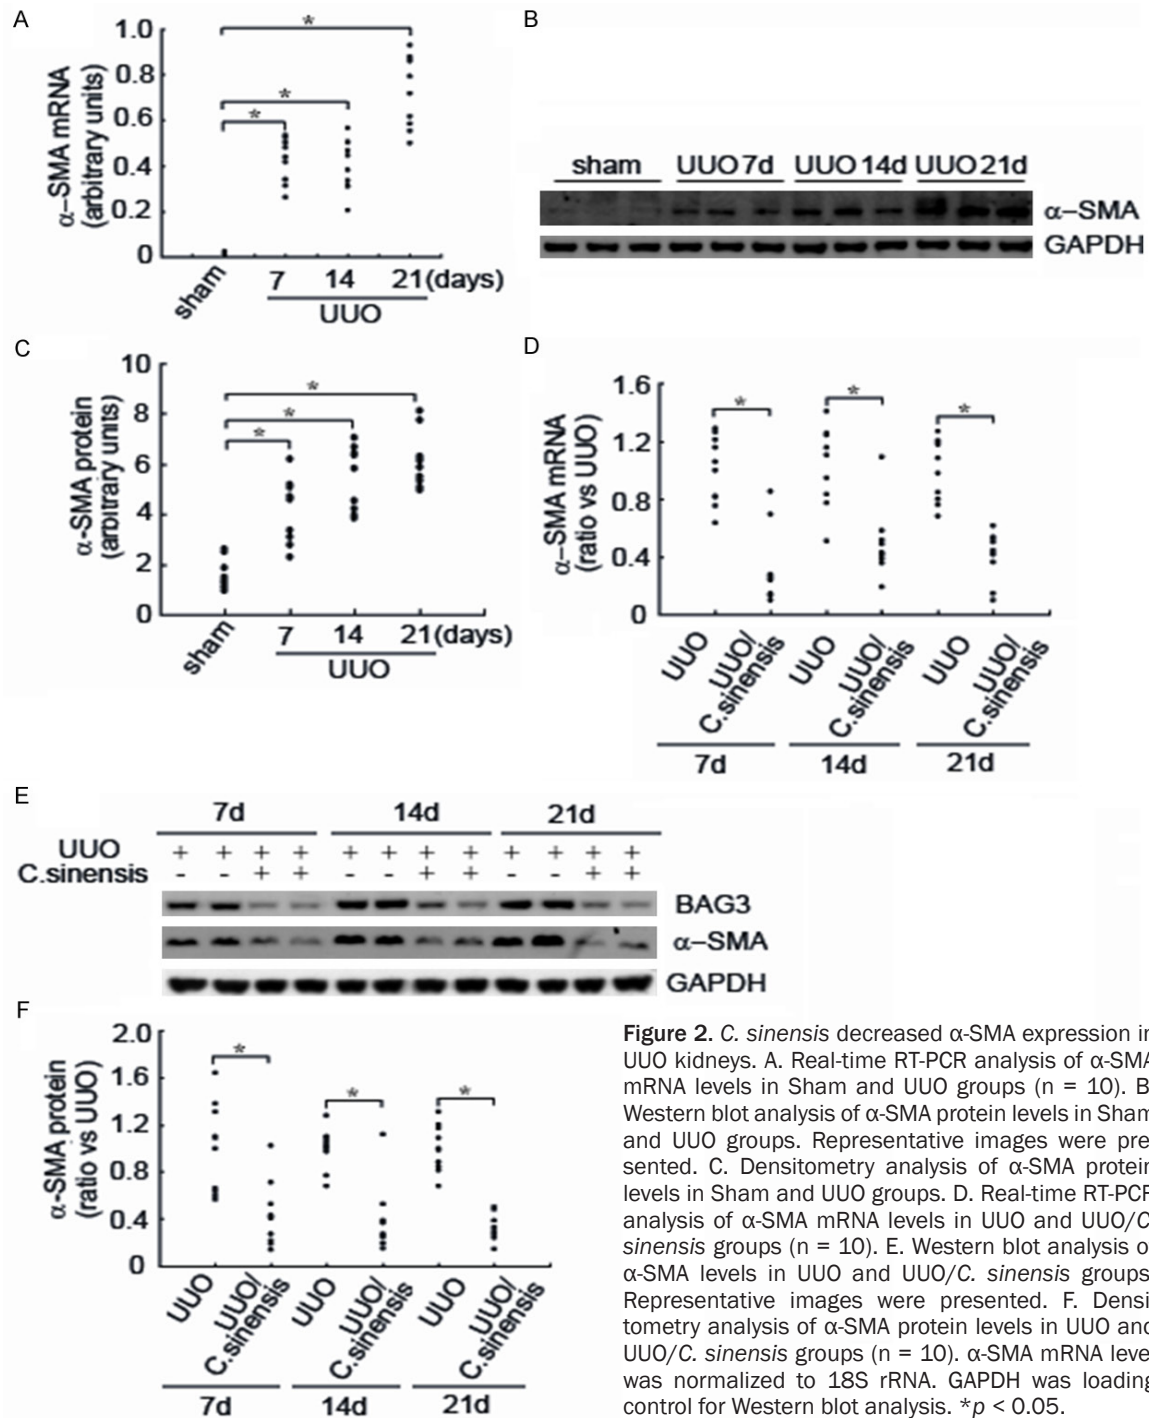 A
1.0
0.8
0.6
0.4
0.2
0
α–SMA mRNA
(arbitrary units)
*
*
*
sham
7 14 21(days)
UUO
B
sham UUO 7d UUO 14d UUO 21d
α–SMA
GAPDH
C
10
8
6
4
2
0
α-SMA protein
(arbitrary units)
*
*
*
sham
7 14 21(days)
UUO
D
1.6
1.2
0.8
0.4
0
α–SMA mRNA
(ratio vs UUO)
* * *
UUO UUO/ C.sinensis UUO UUO/ C.sinensis UUO UUO/ C.sinensis
7d 14d 21d
E
7d 14d 21d
UUO + + + + + + + + + + + +
C.sinensis - - + + - - + + - - + +
BAG3
α–SMA
GAPDH
F
2.0
1.6
1.2
0.8
0.4
0
α-SMA protein
(ratio vs UUO)
* * *
UUO UUO/ C.sinensis UUO UUO/ C.sinensis UUO UUO/ C.sinensis
7d 14d 21d
Figure 2. C. sinensis decreased α-SMA expression in
UUO kidneys. A. Real-time RT-PCR analysis of α-SMA
mRNA levels in Sham and UUO groups (n = 10). B
Western blot analysis of α-SMA protein levels in Sham
and UUO groups. Representative images were pre
sented. C. Densitometry analysis of α-SMA protein
levels in Sham and UUO groups. D. Real-time RT-PCR
analysis of α-SMA mRNA levels in UUO and UUO/C.
sinensis groups (n = 10). E. Western blot analysis o
α-SMA levels in UUO and UUO/C. sinensis groups
Representative images were presented. F. Densi
tometry analysis of α-SMA protein levels in UUO and
UUO/C. sinensis groups (n = 10). α-SMA mRNA leve
was normalized to 18S rRNA. GAPDH was loading
control for Western blot analysis. *p < 0.05.